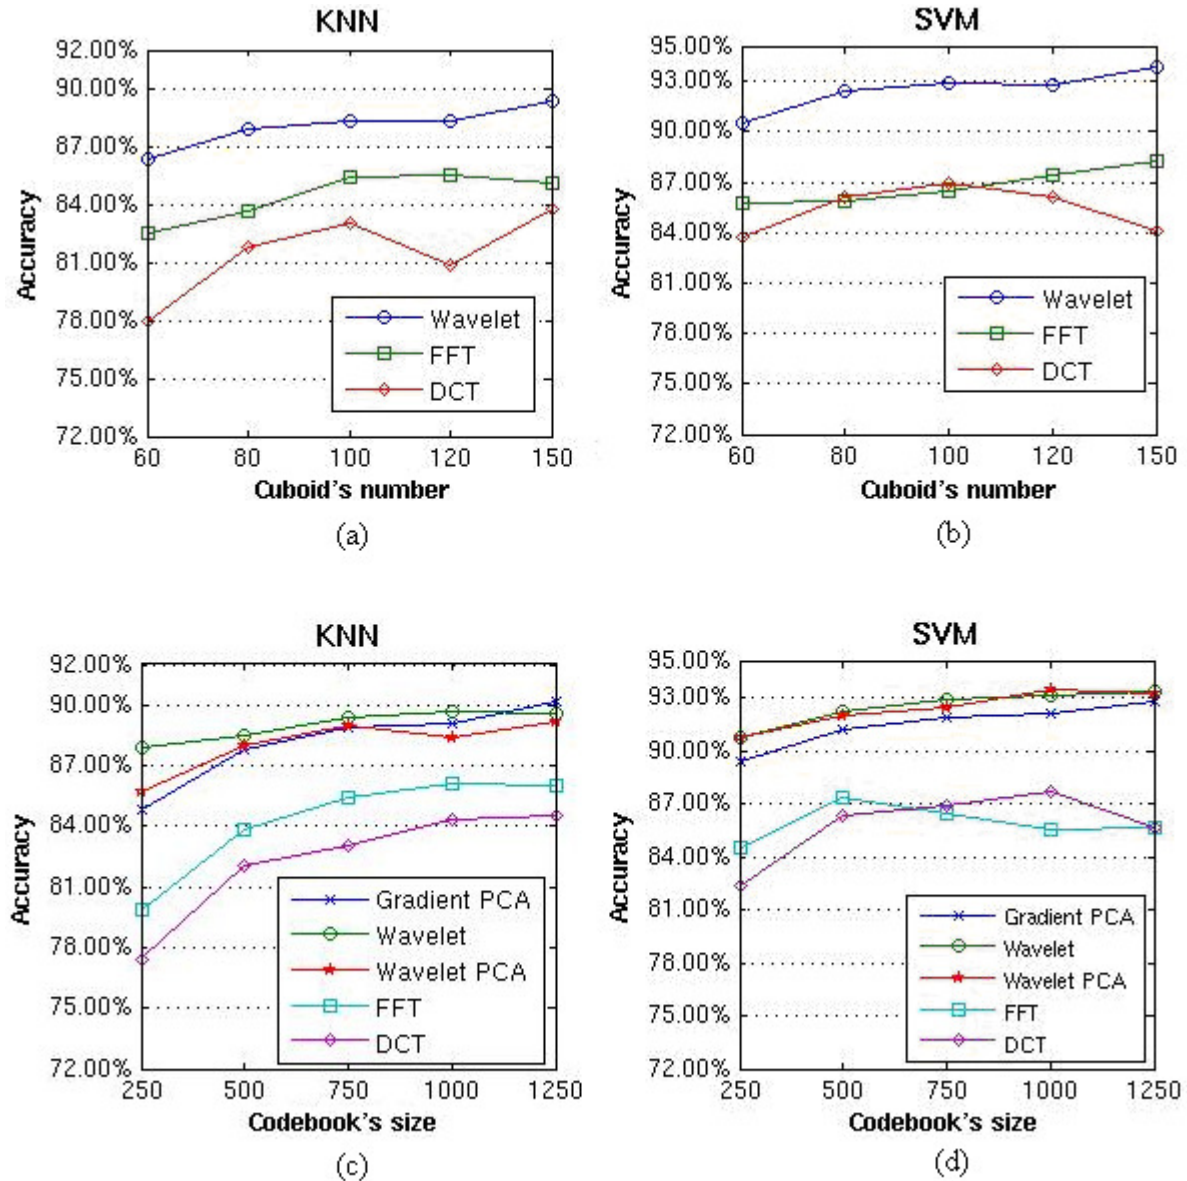 KNN
92.00%
90.00%
87.00%
84.00%
81.00%
78.00%
75.00%
72.00%
Accuracy
Wavelet
FFT
DCT
60 80 100 120 150
Cuboid's number
(a)
SVM
95.00%
93.00%
90.00%
87.00%
84.00%
81.00%
78.00%
75.00%
72.00%
Accuracy
Wavelet
FFT
DCT
60 80 100 120 150
Cuboid's number
(b)
KNN
92.00%
90.00%
87.00%
84.00%
81.00%
78.00%
75.00%
72.00%
Accuracy
Gradient PCA
Wavelet
Wavelet PCA
FFT
DCT
250 500 750 1000 1250
Codebook's size
(c)
SVM
95.00%
93.00%
90.00%
87.00%
84.00%
81.00%
78.00%
75.00%
72.00%
Accuracy
Gradient PCA
Wavelet
Wavelet PCA
FFT
DCT
250 500 750 1000 1250
Codebook's size
(d)